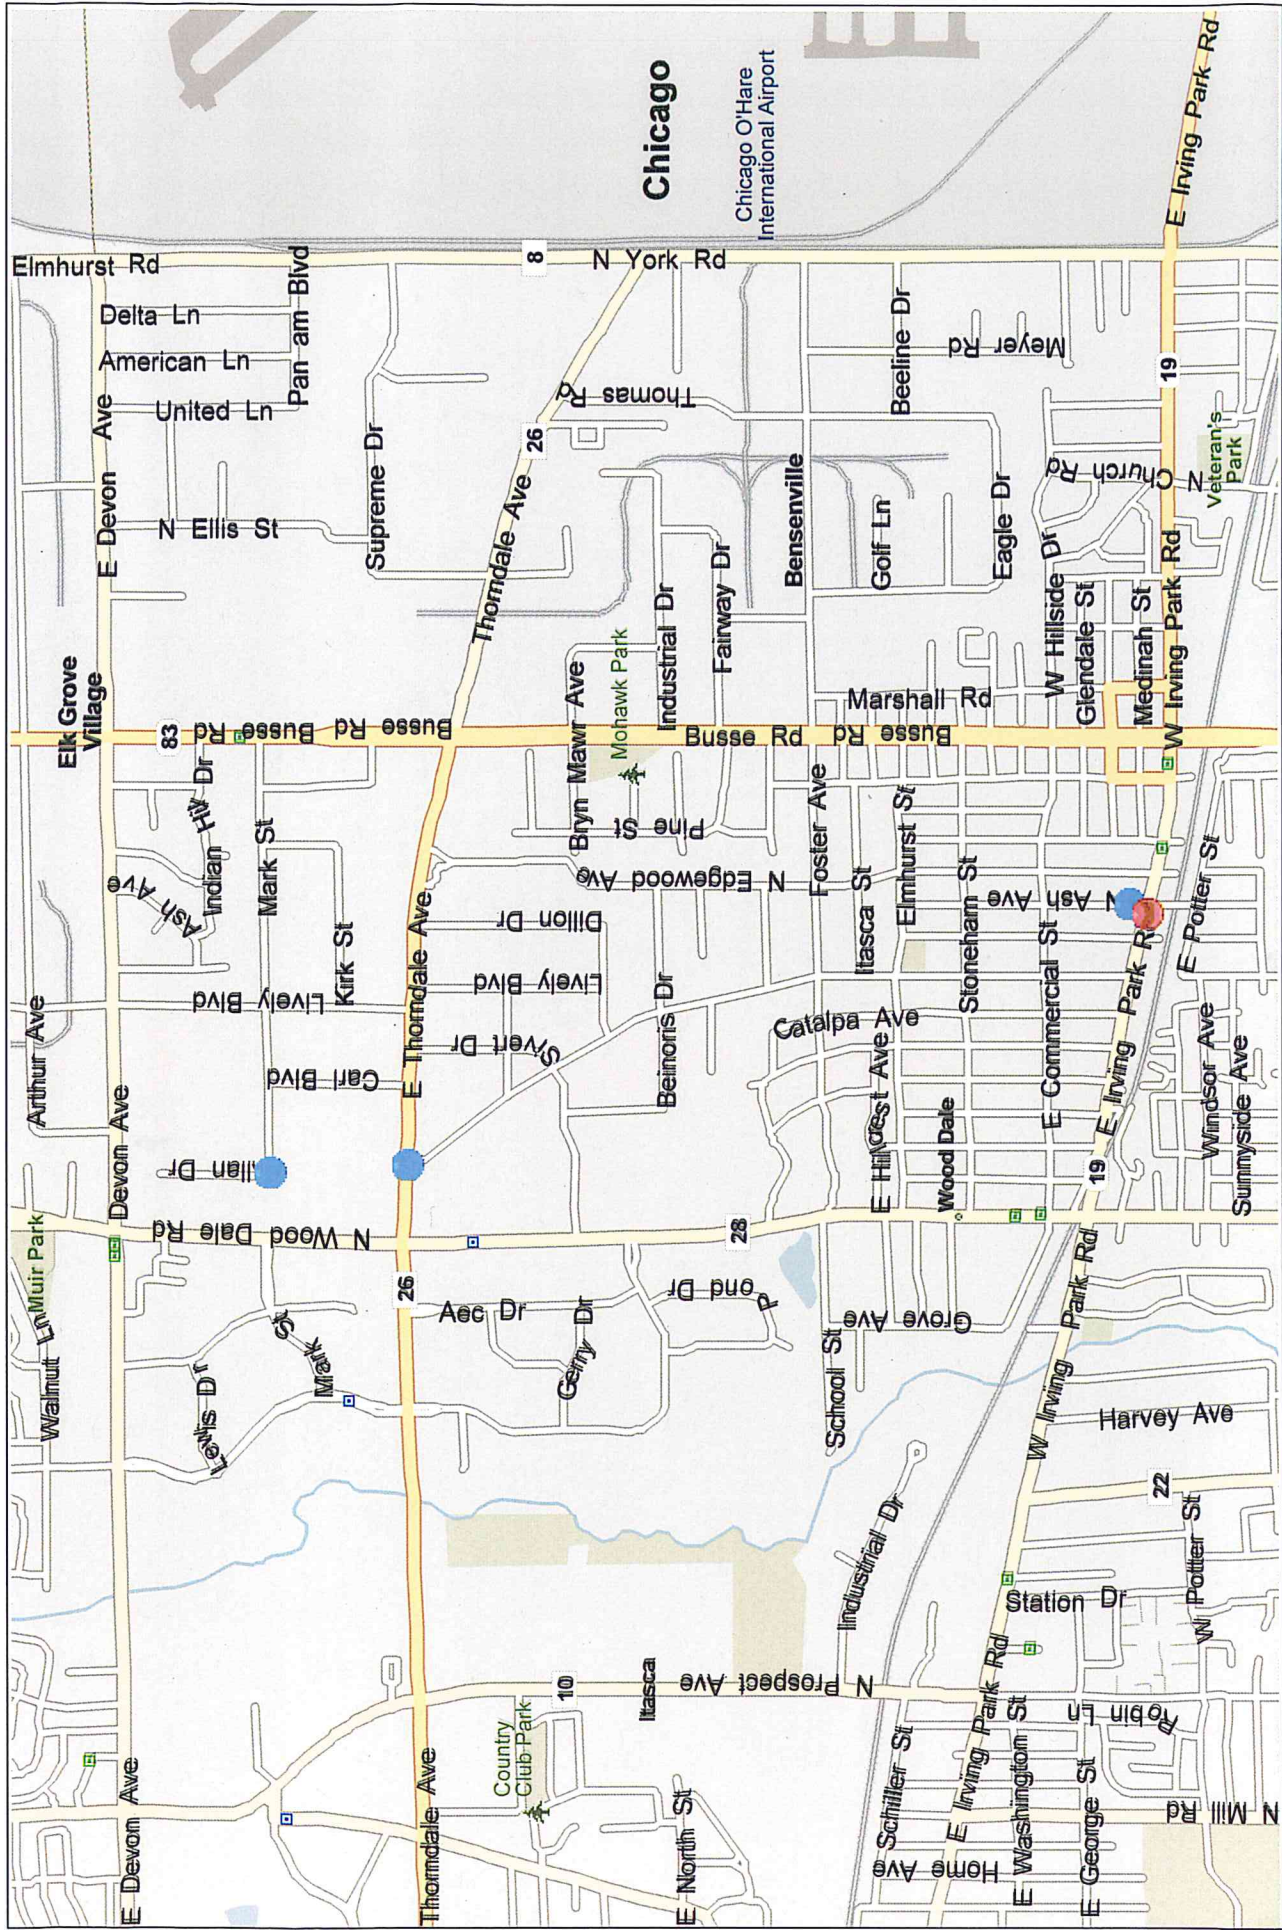 Elmhurst Rd
Delta Ln
American Ln
United Ln
Pan am Blvd
E Devon Ave
N Ellis St
Supreme Dr
8
N York Rd
Chicago
Chicago O'Hare
International Airport
E Irving Park Rd
26
Thomas Rd
Thorndale Ave
Beeline Dr
Meyer Rd
19
Bensenville
Golf Ln
Eagle Dr
N Church Rd
Veteran's
Park
Fairway Dr
Industrial Dr
Mohawk Park
Bryn Mawr Ave
W Hillside Dr
Glendale St
Medinah St
W Irving Park Rd
Marshall Rd
Elk Grove
Village
83
Busse Rd
Busse Rd
Busse Rd
Busse Rd
Busse Rd
Indian Hill Dr
Mark St
Ash Ave
Ash Ave
Kirk St
Lively Blvd
Arthur Ave
Devon Ave
Carl Blvd
E Thorndale Ave
Dillon Dr
Lively Blvd
Sivert Dr
Beinoris Dr
Pine St
N Edgewood Ave
Foster Ave
Itasca St
Elmhurst St
Stoneham St
N Ash Ave
E Potter St
Catalpa Ave
E Hillcrest Ave
E Commercial St
E Irving Park Rd
Wood Dale
Windsor Ave
Sunnyside Ave
19
Muir Park
Walnut Ln
N Wood Dale Rd
28
26
Aec Dr
Gerry Dr
Pond Dr
Grove Ave
School St
Mark St
Lewis Dr
W Irving Park Rd
Harvey Ave
22
Industrial Dr
Station Dr
W Potter St
N Prospect Ave
10
Itasca
Country
Club Park
E Devon Ave
Thorndale Ave
E North St
Schiller St
E Irving Park Rd
Home Ave
E Washington St
E George St
Robin Ln
N Mill Rd